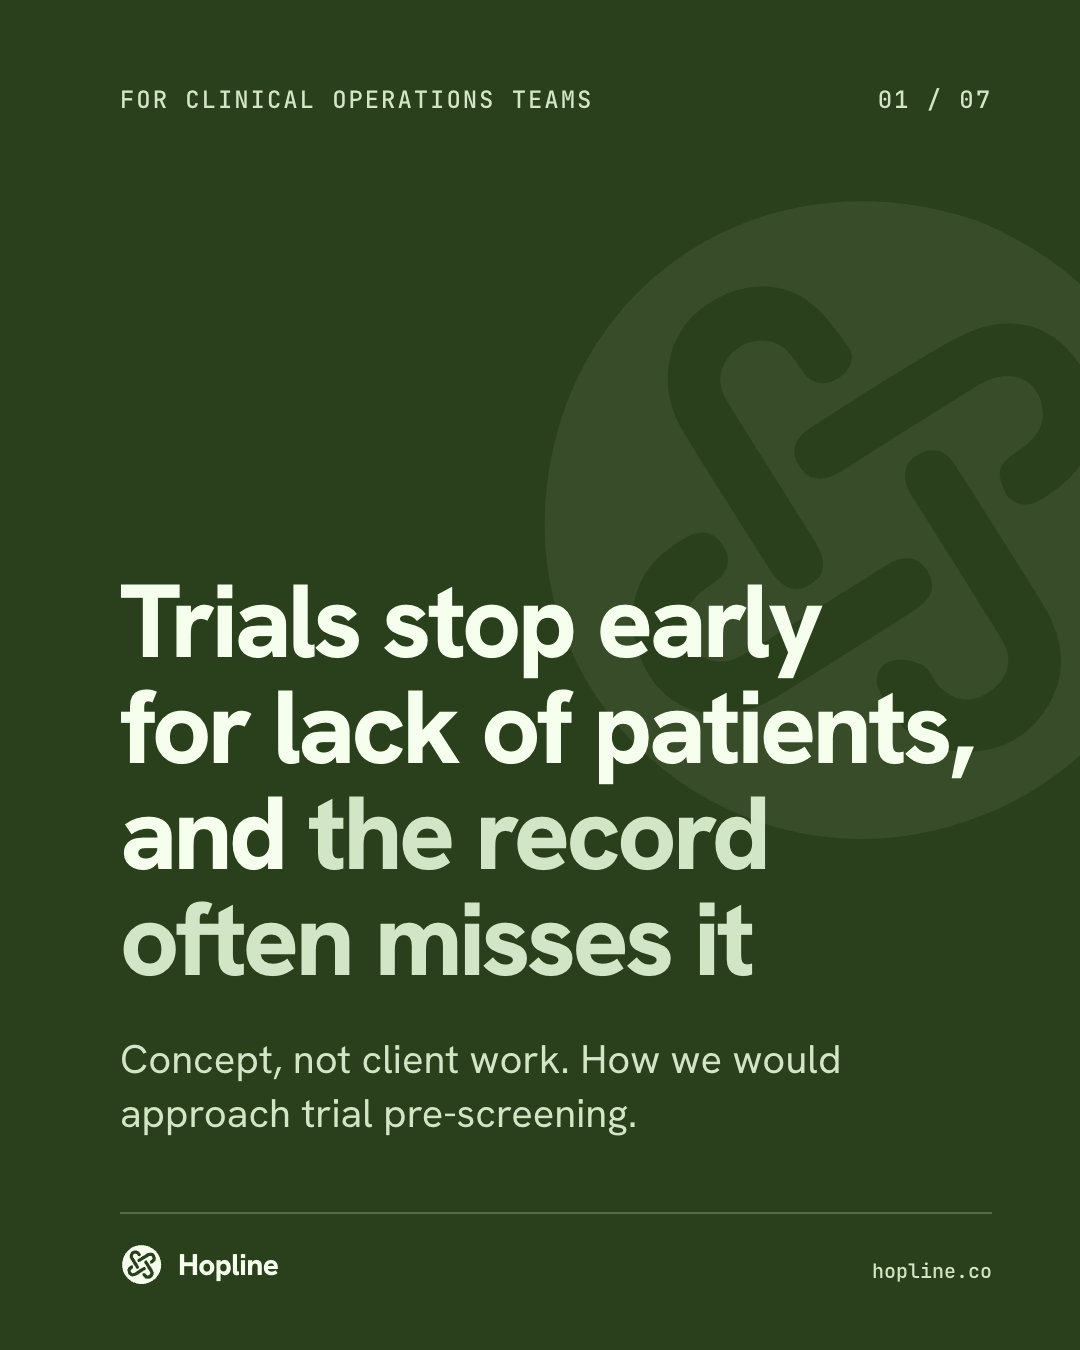 FOR CLINICAL OPERATIONS TEAMS
01 / 07
Trials stop early
for lack of patients,
and the record
often misses it
Concept, not client work. How we would
approach trial pre-screening.
Hopline
hopline.co